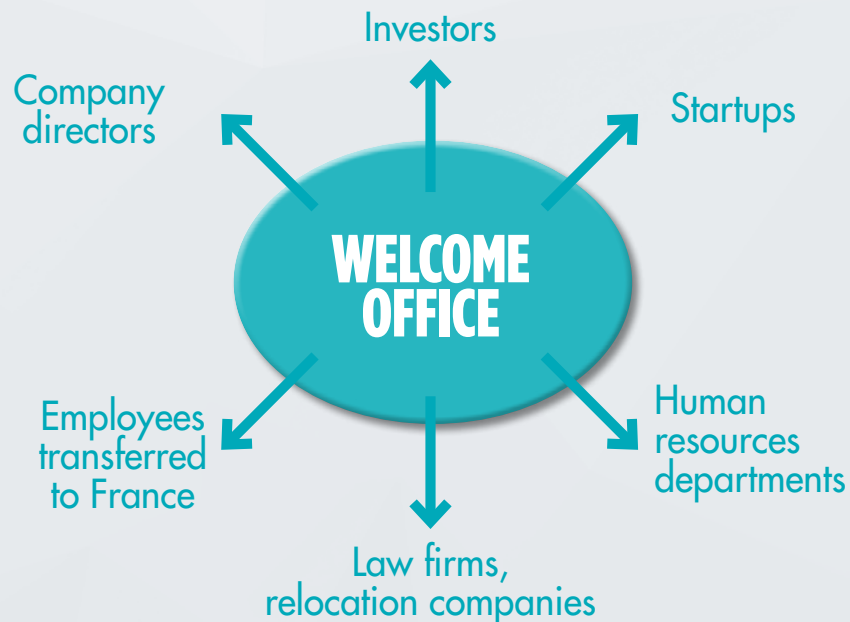 Investors
Company
directors
Startups
WELCOME
OFFICE
Employees
transferred
to France
Human
resources
departments
Law firms,
relocation companies